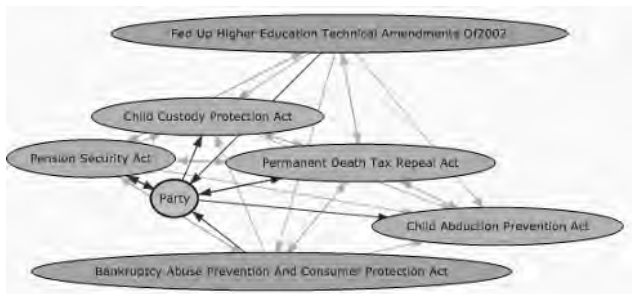 Fed Up Higher Education Technical Amendments Of2002
Child Custody Protection Act
Pension Security Act
Permanent Death Tax Repeal Act
Party
Child Abduction Prevention Act
Bankruptcy Abuse Prevention And Consumer Protection Act